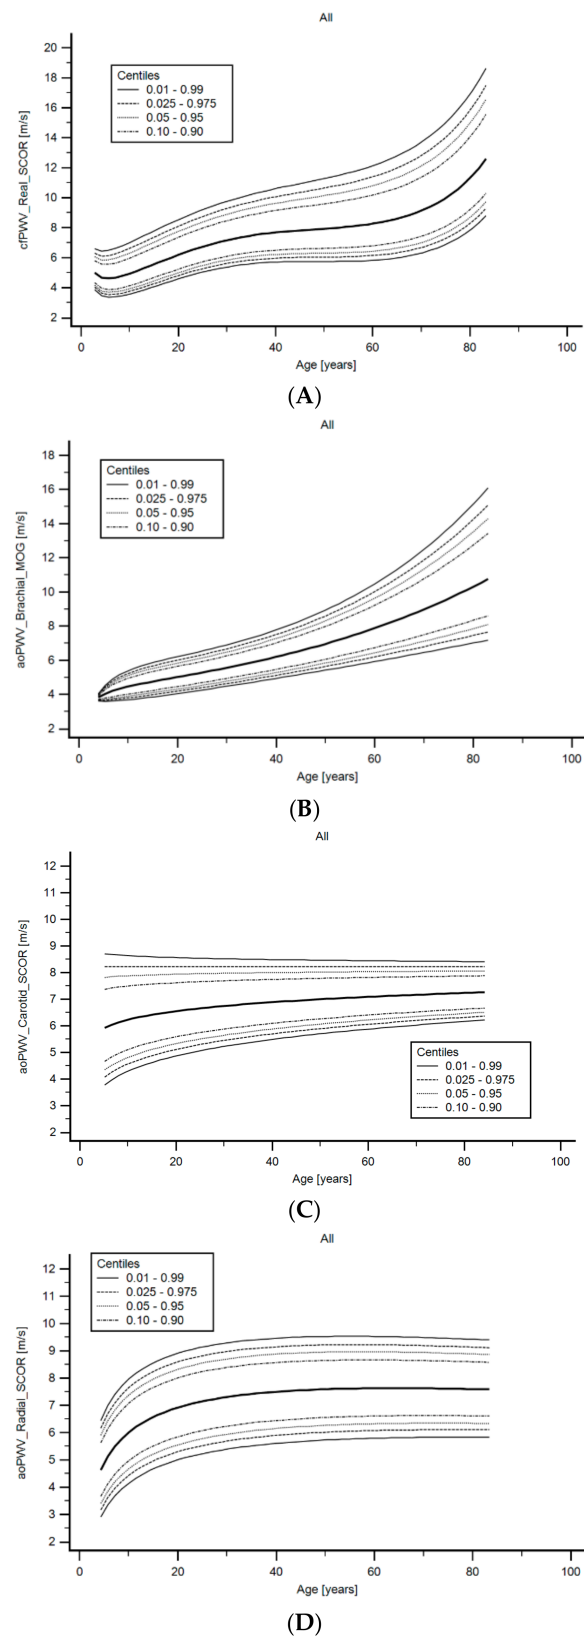 All
20
18
16
14
12
10
8
6
4
2
cfPWV_Real_SCOR [m/s]
Centiles
0.01 - 0.99
0.025 - 0.975
0.05 - 0.95
0.10 - 0.90
0 20 40 60 80 100
Age [years]
(A)
All
18
16
14
12
10
8
6
4
2
aoPWV_Brachial_MOG [m/s]
Centiles
0.01 - 0.99
0.025 - 0.975
0.05 - 0.95
0.10 - 0.90
0 20 40 60 80 100
Age [years]
(B)
All
12
11
10
9
8
7
6
5
4
3
2
aoPWV_Carotid_SCOR [m/s]
Centiles
0.01 - 0.99
0.025 - 0.975
0.05 - 0.95
0.10 - 0.90
0 20 40 60 80 100
Age [years]
(C)
All
12
11
10
9
8
7
6
5
4
3
2
aoPWV_Radial_SCOR [m/s]
Centiles
0.01 - 0.99
0.025 - 0.975
0.05 - 0.95
0.10 - 0.90
0 20 40 60 80 100
Age [years]
(D)